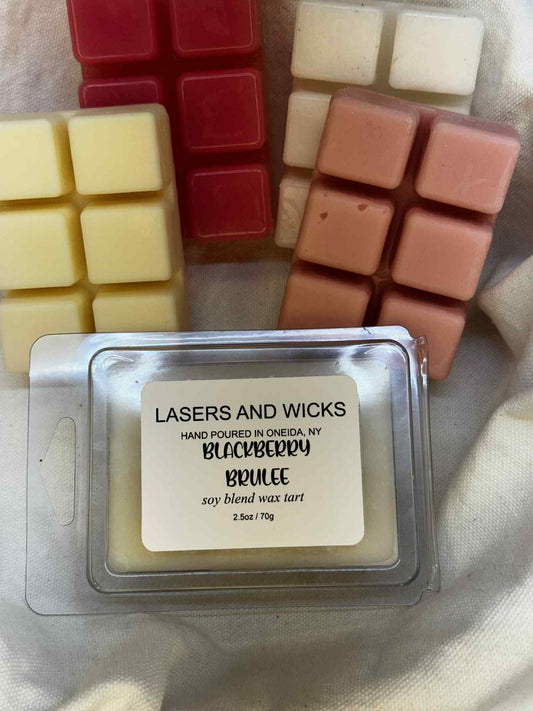 LASERS AND WICKS
HAND POURED IN ONEIDA, NY
BLACKBERRY
BRULEE
soy blend wax tart
2.5oz / 70g